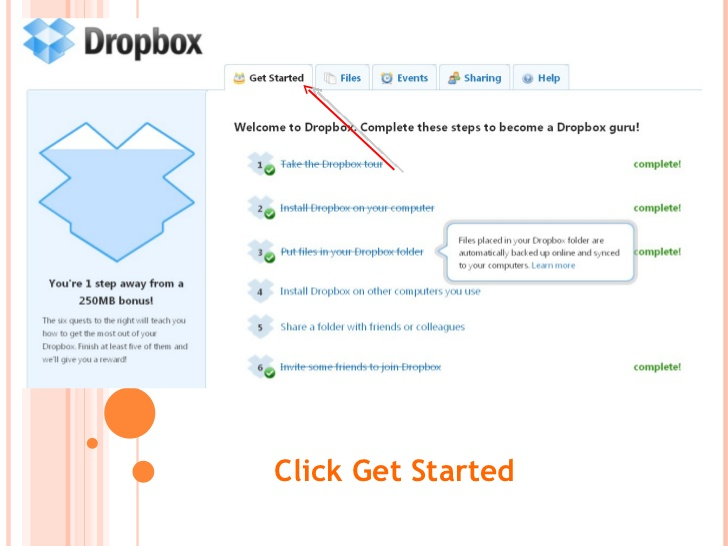 Dropbox
Get Started Files Events Sharing Help
Welcome to Dropbox. Complete these steps to become a Dropbox guru!
1 Take the Dropbox tour complete!
2 Install Dropbox on your computer complete!
3 Put files in your Dropbox folder complete!
Files placed in your Dropbox folder are
automatically backed up online and synced
to your computers. Learn more
4 Install Dropbox on other computers you use
5 Share a folder with friends or colleagues
6 Invite some friends to join Dropbox complete!
You're 1 step away from a
250MB bonus!
The six quests to the right will teach you
how to get the most out of your
Dropbox. Finish at least five of them and
we'll give you a reward!
Click Get Started